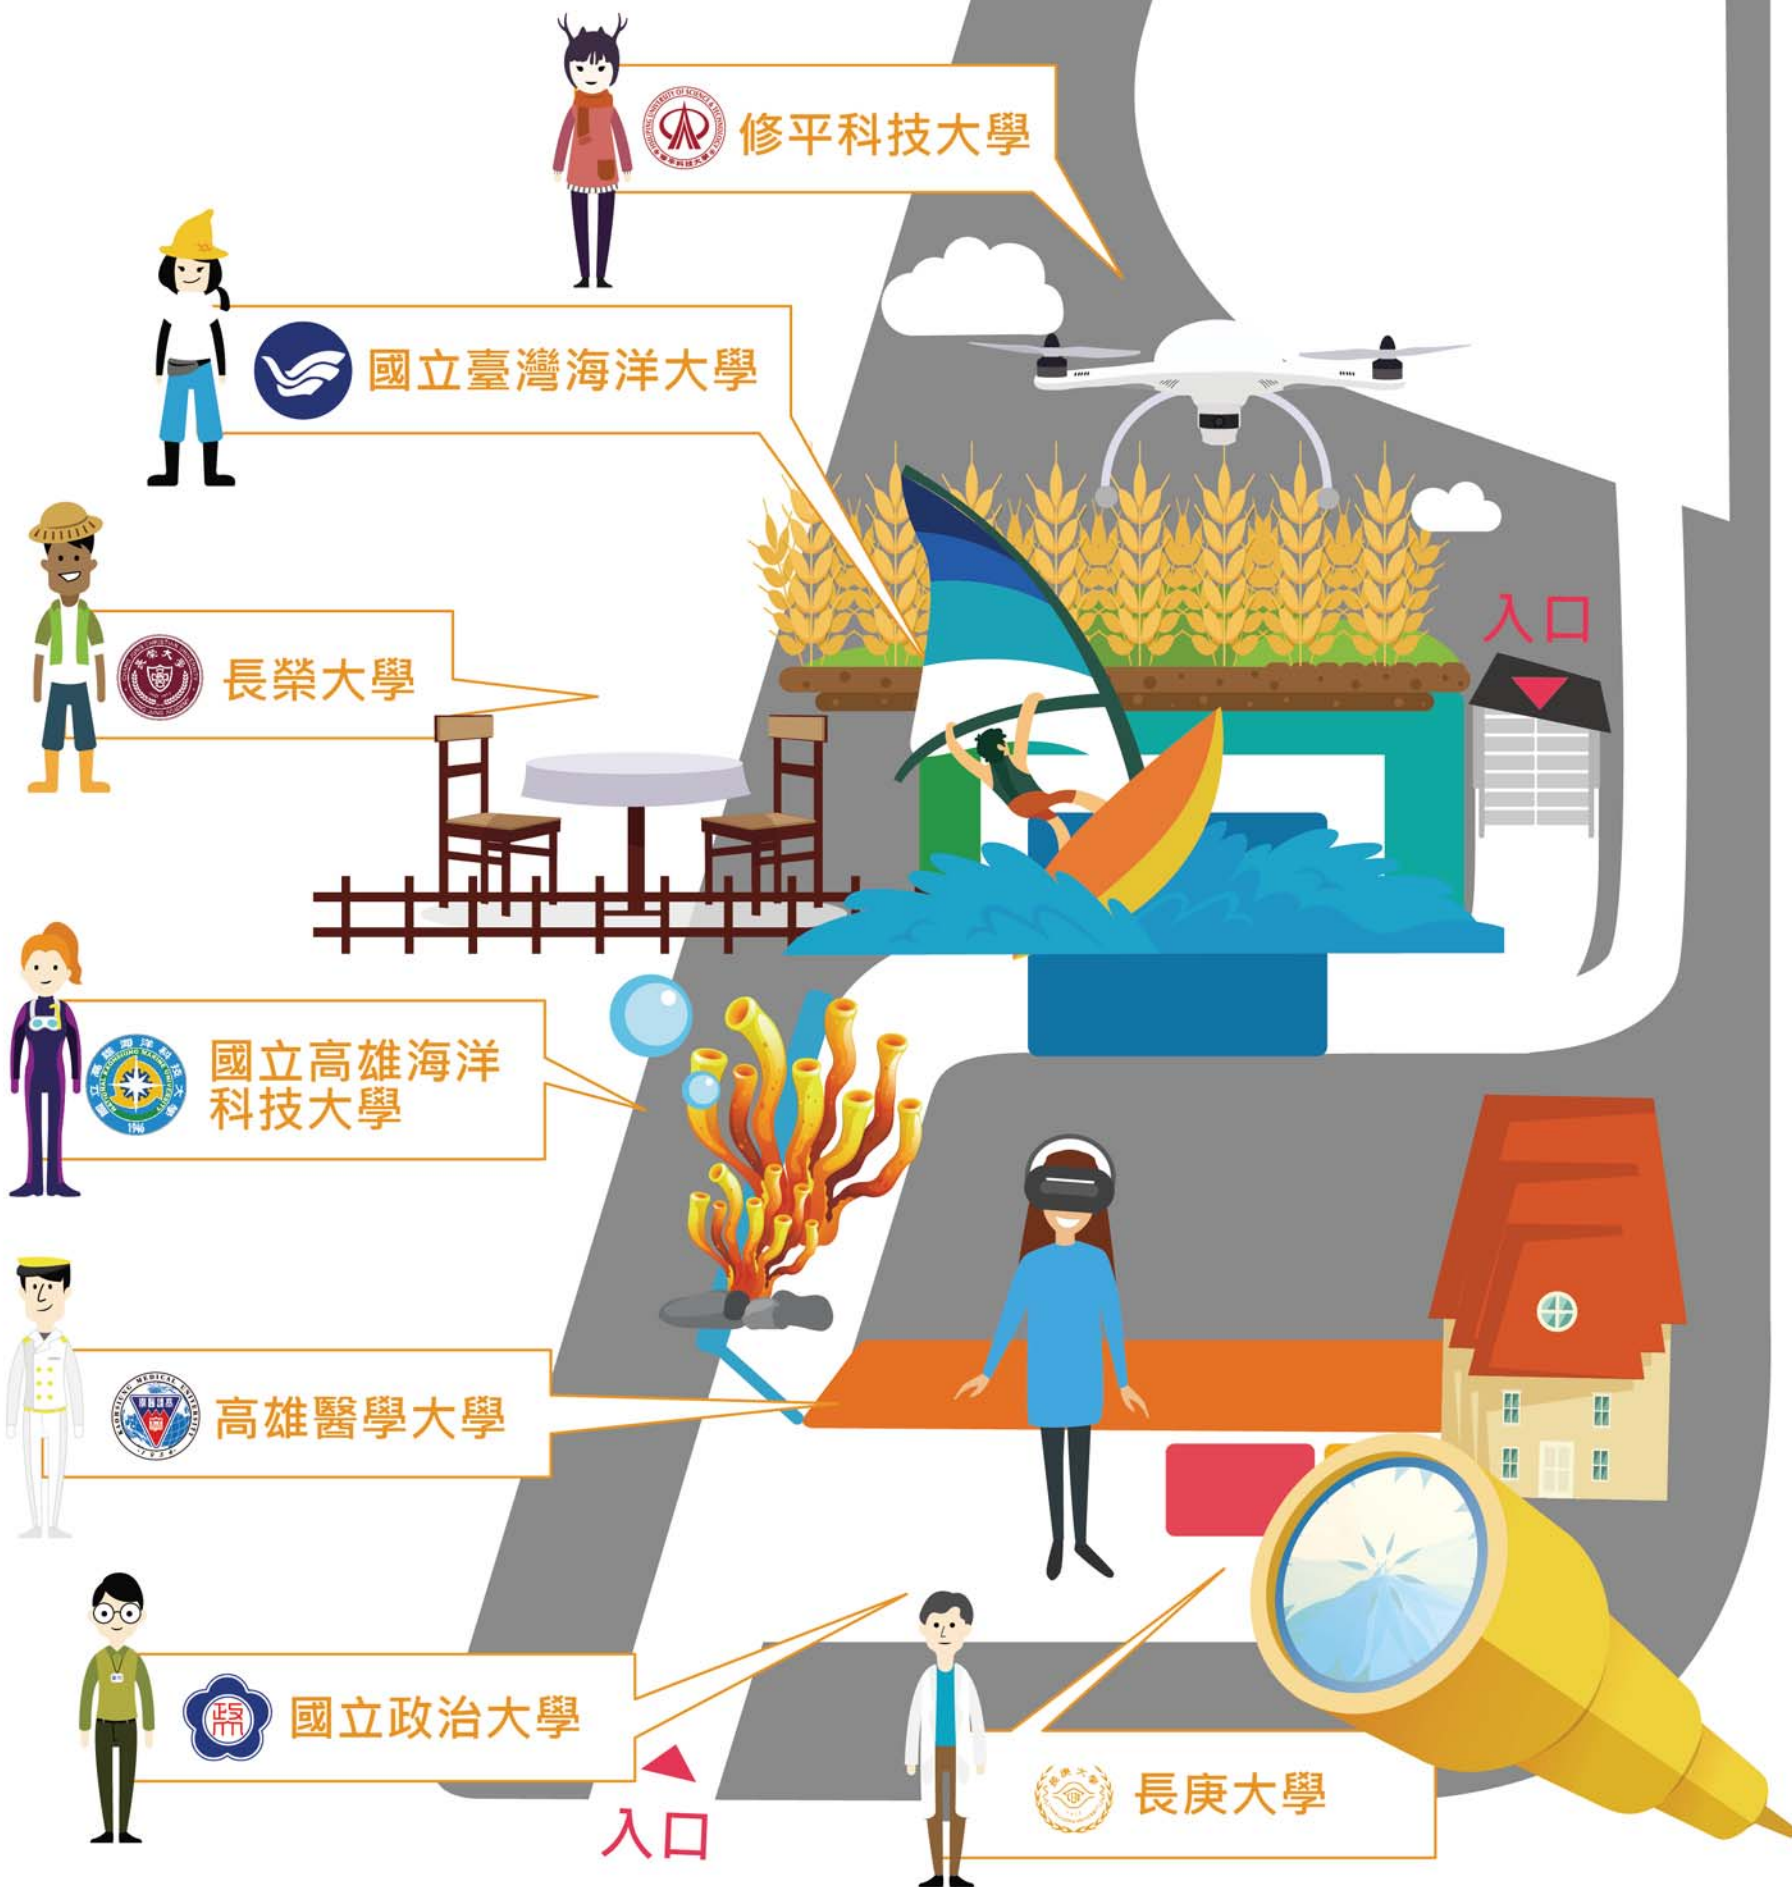 修平科技大學
國立臺灣海洋大學
入口
長榮大學
國立高雄海洋
科技大學
1946
高雄醫學大學
國立政治大學
入口
長庚大學